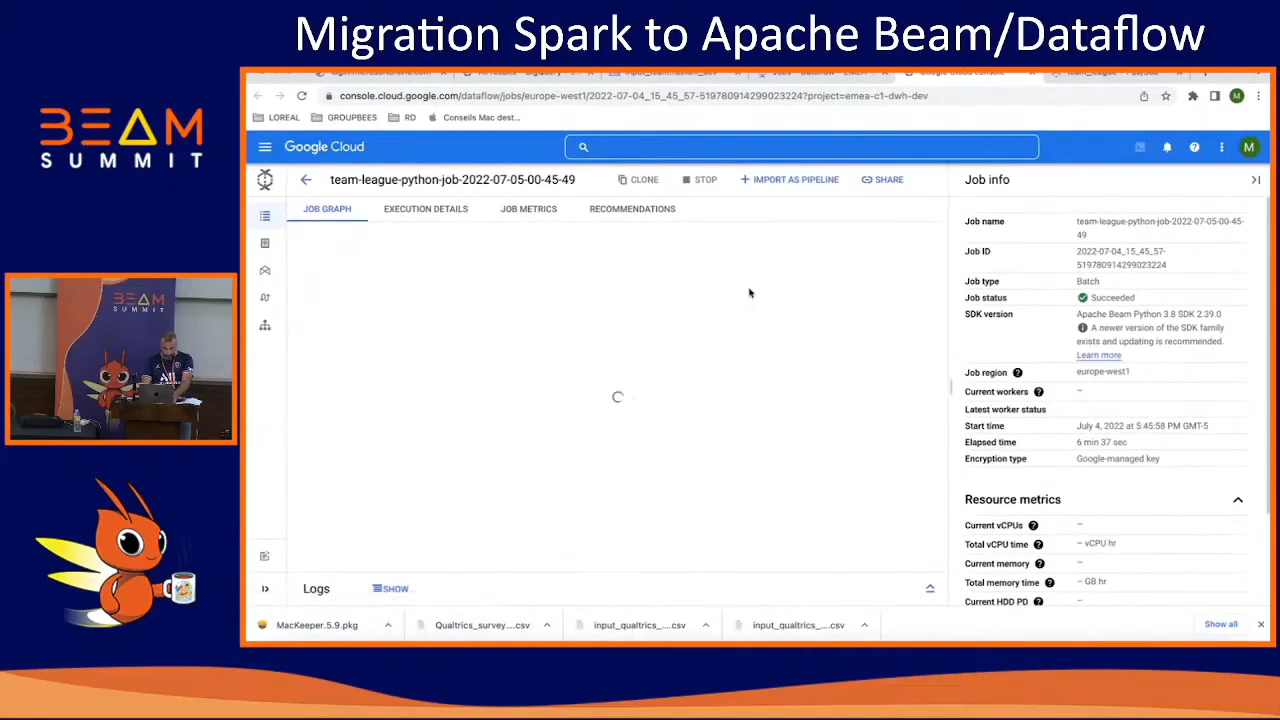 Migration Spark to Apache Beam/Dataflow
BEAM
SUMMIT
console.cloud.google.com/dataflow/jobs/europe-west1/2022-07-04_15_45_57-519780914299023224?project=emea-c1-dwh-dev
LOREAL
GROUPBEES
RD
Conseils Mac dest...
M
Google Cloud
M
team-league-python-job-2022-07-05-00-45-49
CLONE
STOP
IMPORT AS PIPELINE
SHARE
Job info
JOB GRAPH
EXECUTION DETAILS
JOB METRICS
RECOMMENDATIONS
Job name
team-league-python-job-2022-07-05-00-45-
49
Job ID
2022-07-04_15_45_57-
519780914299023224
Job type
Batch
Job status
Succeeded
SDK version
Apache Beam Python 3.8 SDK 2.39.0
A newer version of the SDK family
exists and updating is recommended.
Learn more
Job region
europe-west1
Current workers
–
Latest worker status
Start time
July 4, 2022 at 5:45:58 PM GMT-5
Elapsed time
6 min 37 sec
Encryption type
Google-managed key
Resource metrics
Current vCPUs
–
Total vCPU time
– vCPU hr
Current memory
–
Total memory time
– GB hr
Current HDD PD
–
Logs
SHOW
MacKeeper.5.9.pkg
Qualtrics_survey....csv
input_qualtrics_....csv
input_qualtrics_....csv
Show all
BEAM
SUMMIT